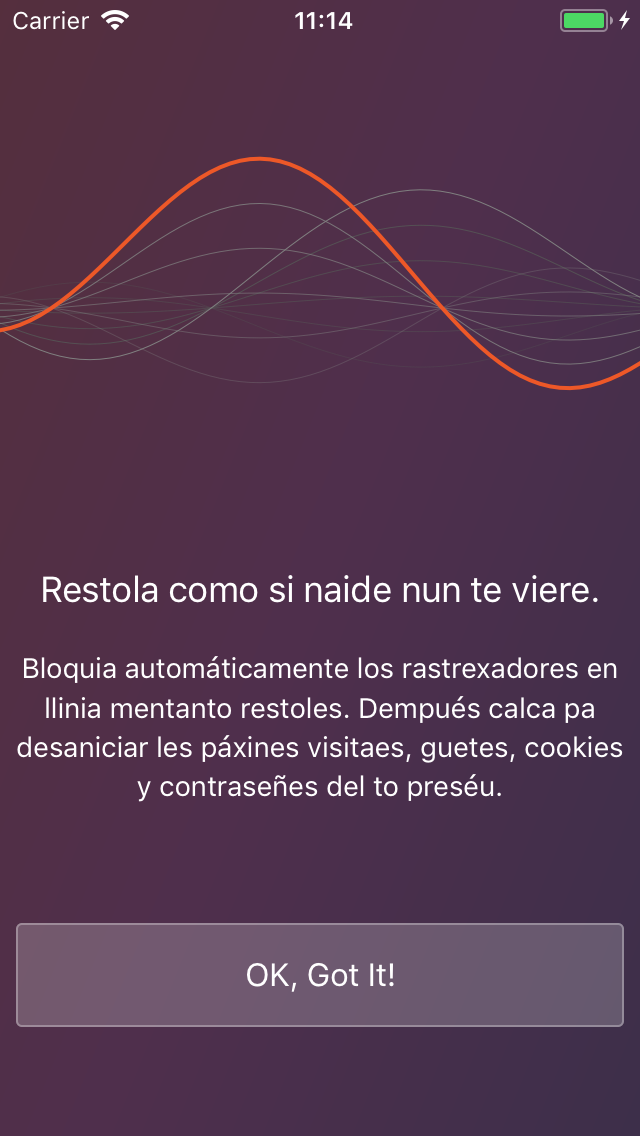 Carrier 11:14
Restola como si naide nun te viere.
Bloquia automáticamente los rastrexadores en
llinia mentanto restoles. Dempués calca pa
desaniciar les páxines visitaes, guetes, cookies
y contraseñes del to preséu.
OK, Got It!